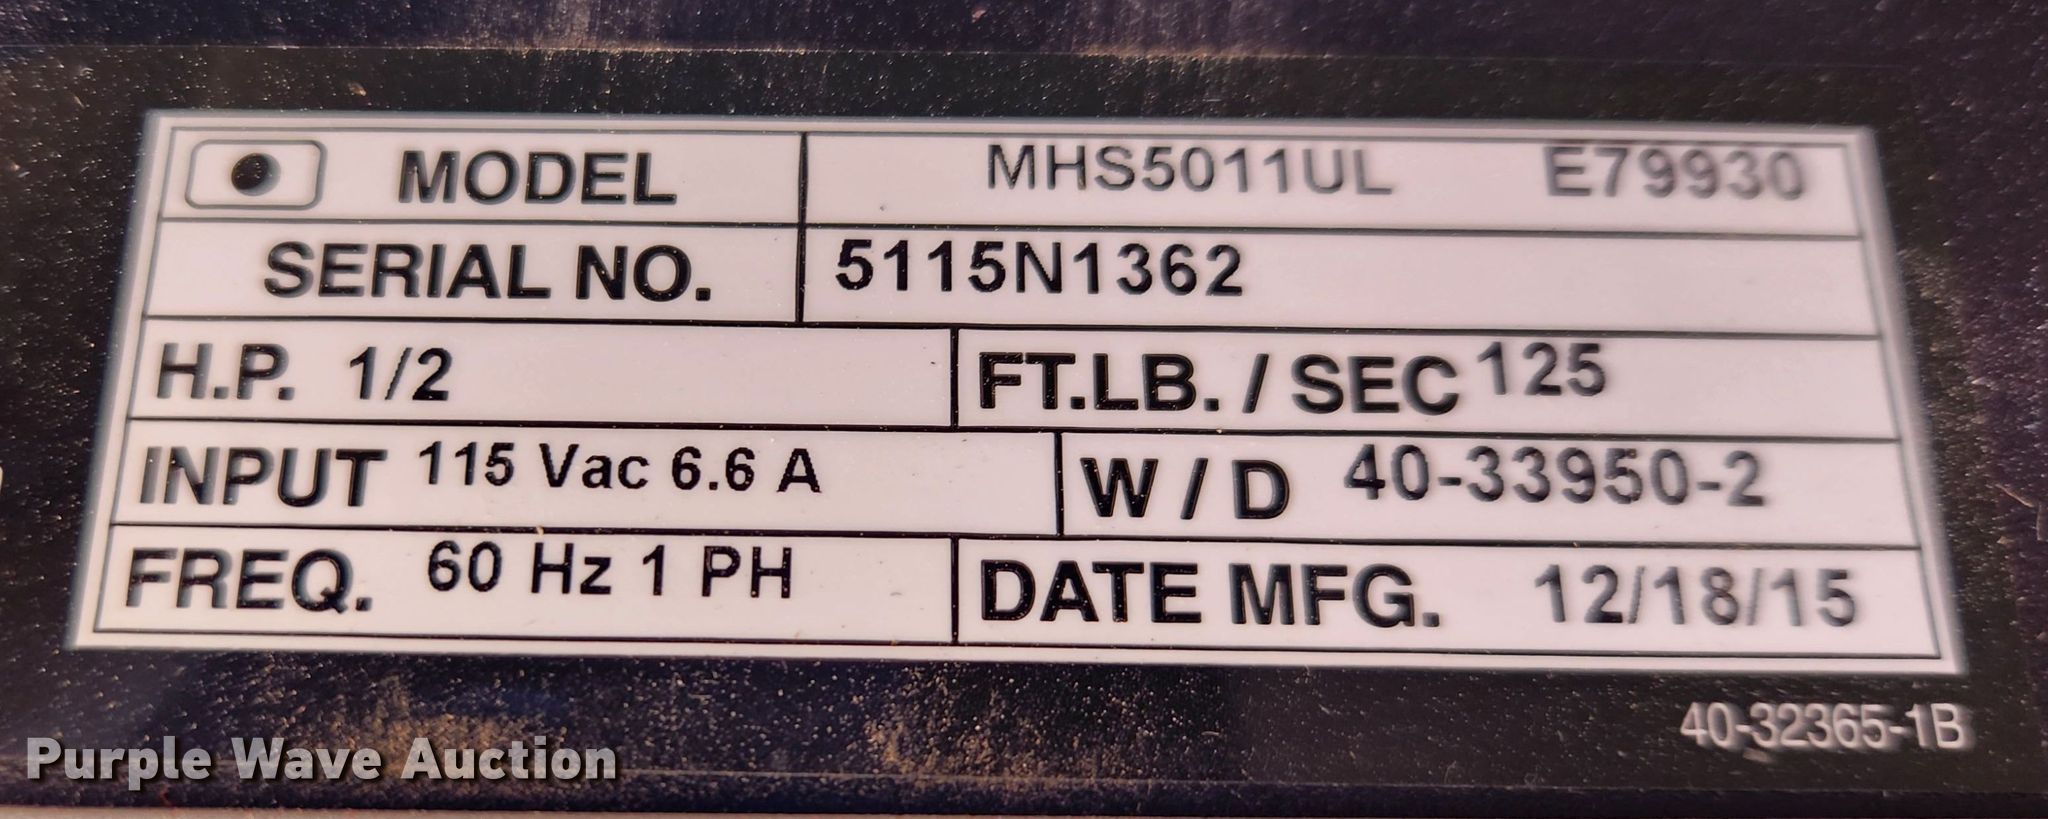 MODEL MHS5011UL E79930
SERIAL NO. 5115N1362
H.P. 1/2 FT.LB. / SEC 125
INPUT 115 Vac 6.6 A W / D 40-33950-2
FREQ. 60 Hz 1 PH DATE MFG. 12/18/15
40-32365-1B
Purple Wave Auction